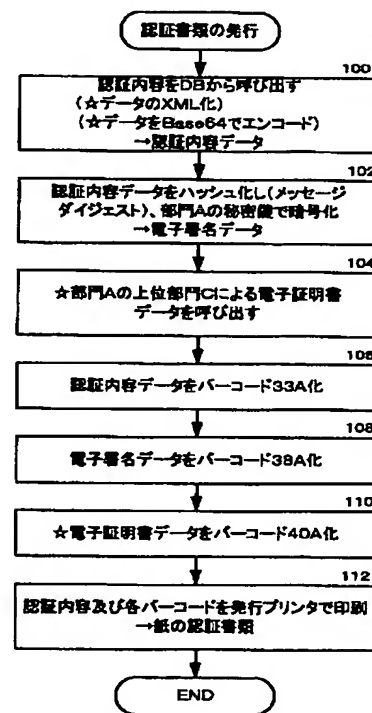 認証書類の発行
100
認証内容をDBから呼び出す
(☆データのXML化)
(☆データをBase64でエンコード)
→認証内容データ
102
認証内容データをハッシュ化し(メッセージ
ダイジェスト)、部門Aの秘密鍵で暗号化
→電子署名データ
104
☆部門Aの上位部門Cによる電子証明書
データを呼び出す
106
認証内容データをバーコード33A化
108
電子署名データをバーコード39A化
110
☆電子証明書データをバーコード40A化
112
認証内容及び各バーコードを発行プリンタで印刷
→紙の認証書類
END